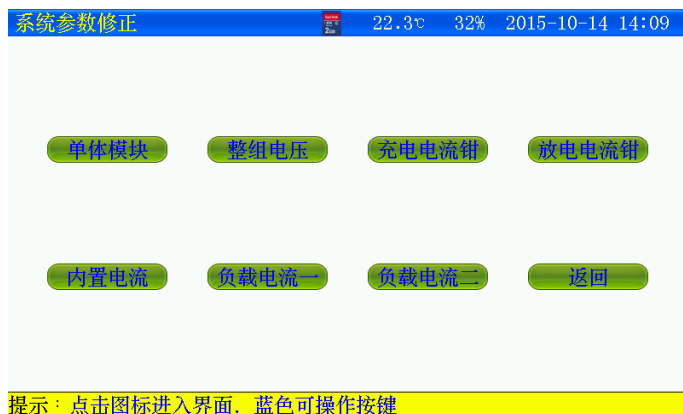 系统参数修正 22.3℃ 32% 2015-10-14 14:09
单体模块 整组电压 充电电流钳 放电电流钳
内置电流 负载电流一 负载电流二 返回
提示：点击图标进入界面，蓝色可操作按键